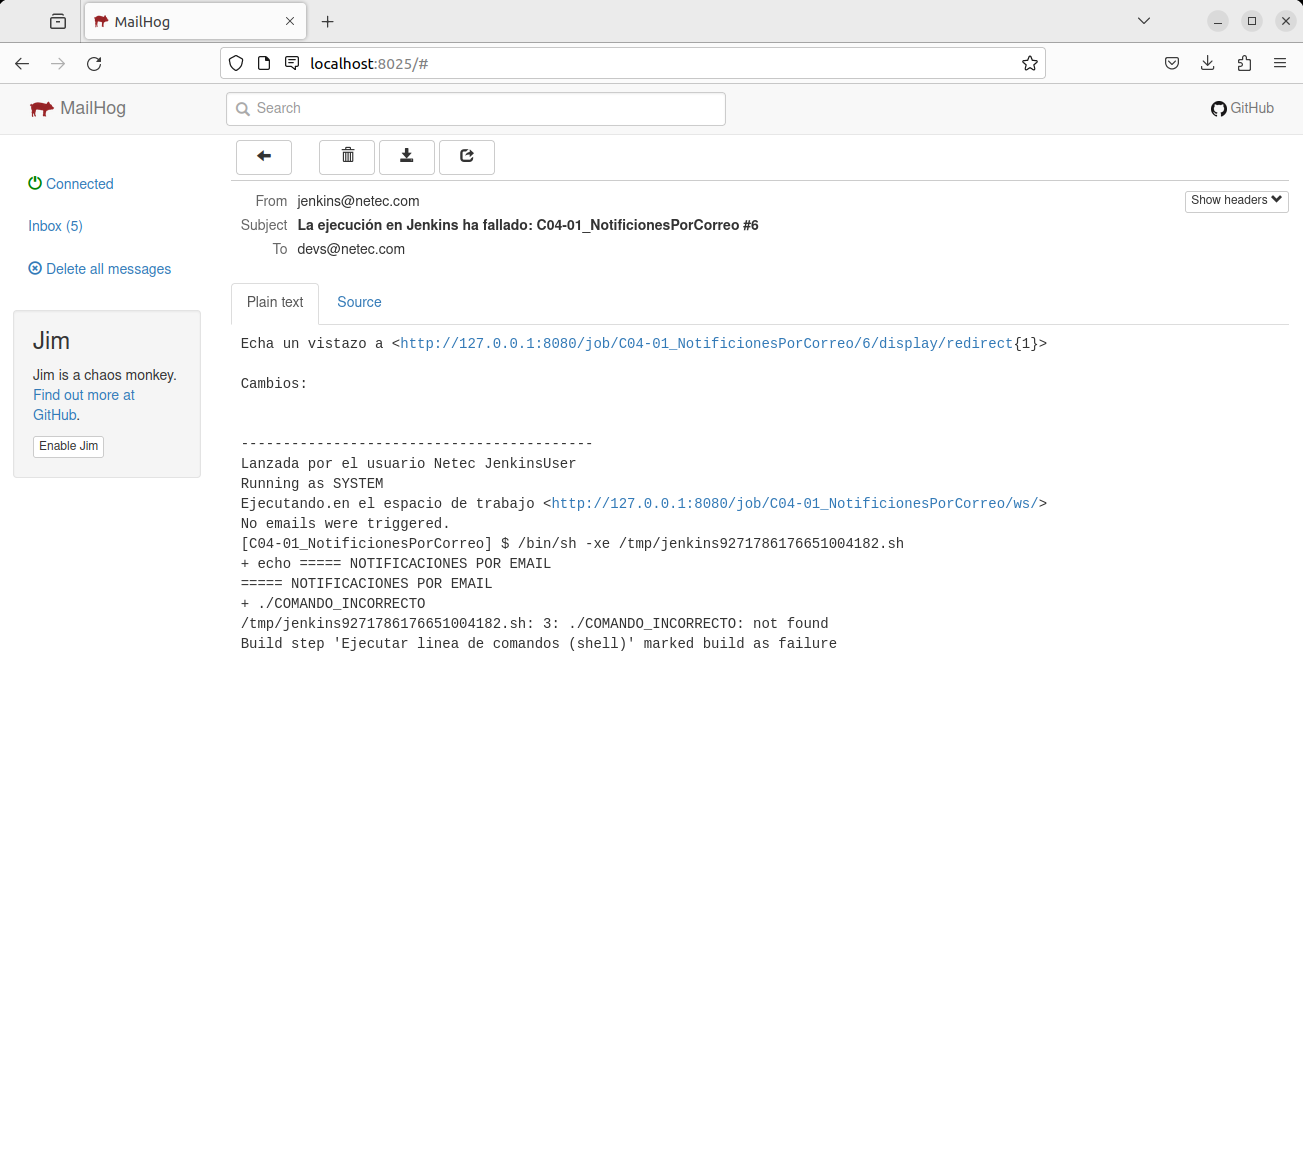 MailHog
localhost:8025/#
MailHog
Search
GitHub
Connected
Inbox (5)
Delete all messages
Jim
Jim is a chaos monkey.
Find out more at
GitHub.
Enable Jim
From jenkins@netec.com
Show headers
Subject La ejecución en Jenkins ha fallado: C04-01_NotificionesPorCorreo #6
To devs@netec.com
Plain text Source
Echa un vistazo a <http://127.0.0.1:8080/job/C04-01_NotificionesPorCorreo/6/display/redirect{1}>
Cambios:
------------------------------------------
Lanzada por el usuario Netec JenkinsUser
Running as SYSTEM
Ejecutando.en el espacio de trabajo <http://127.0.0.1:8080/job/C04-01_NotificionesPorCorreo/ws/>
No emails were triggered.
[C04-01_NotificionesPorCorreo] $ /bin/sh -xe /tmp/jenkins9271786176651004182.sh
+ echo ===== NOTIFICACIONES POR EMAIL
===== NOTIFICACIONES POR EMAIL
+ ./COMANDO_INCORRECTO
/tmp/jenkins9271786176651004182.sh: 3: ./COMANDO_INCORRECTO: not found
Build step 'Ejecutar linea de comandos (shell)' marked build as failure